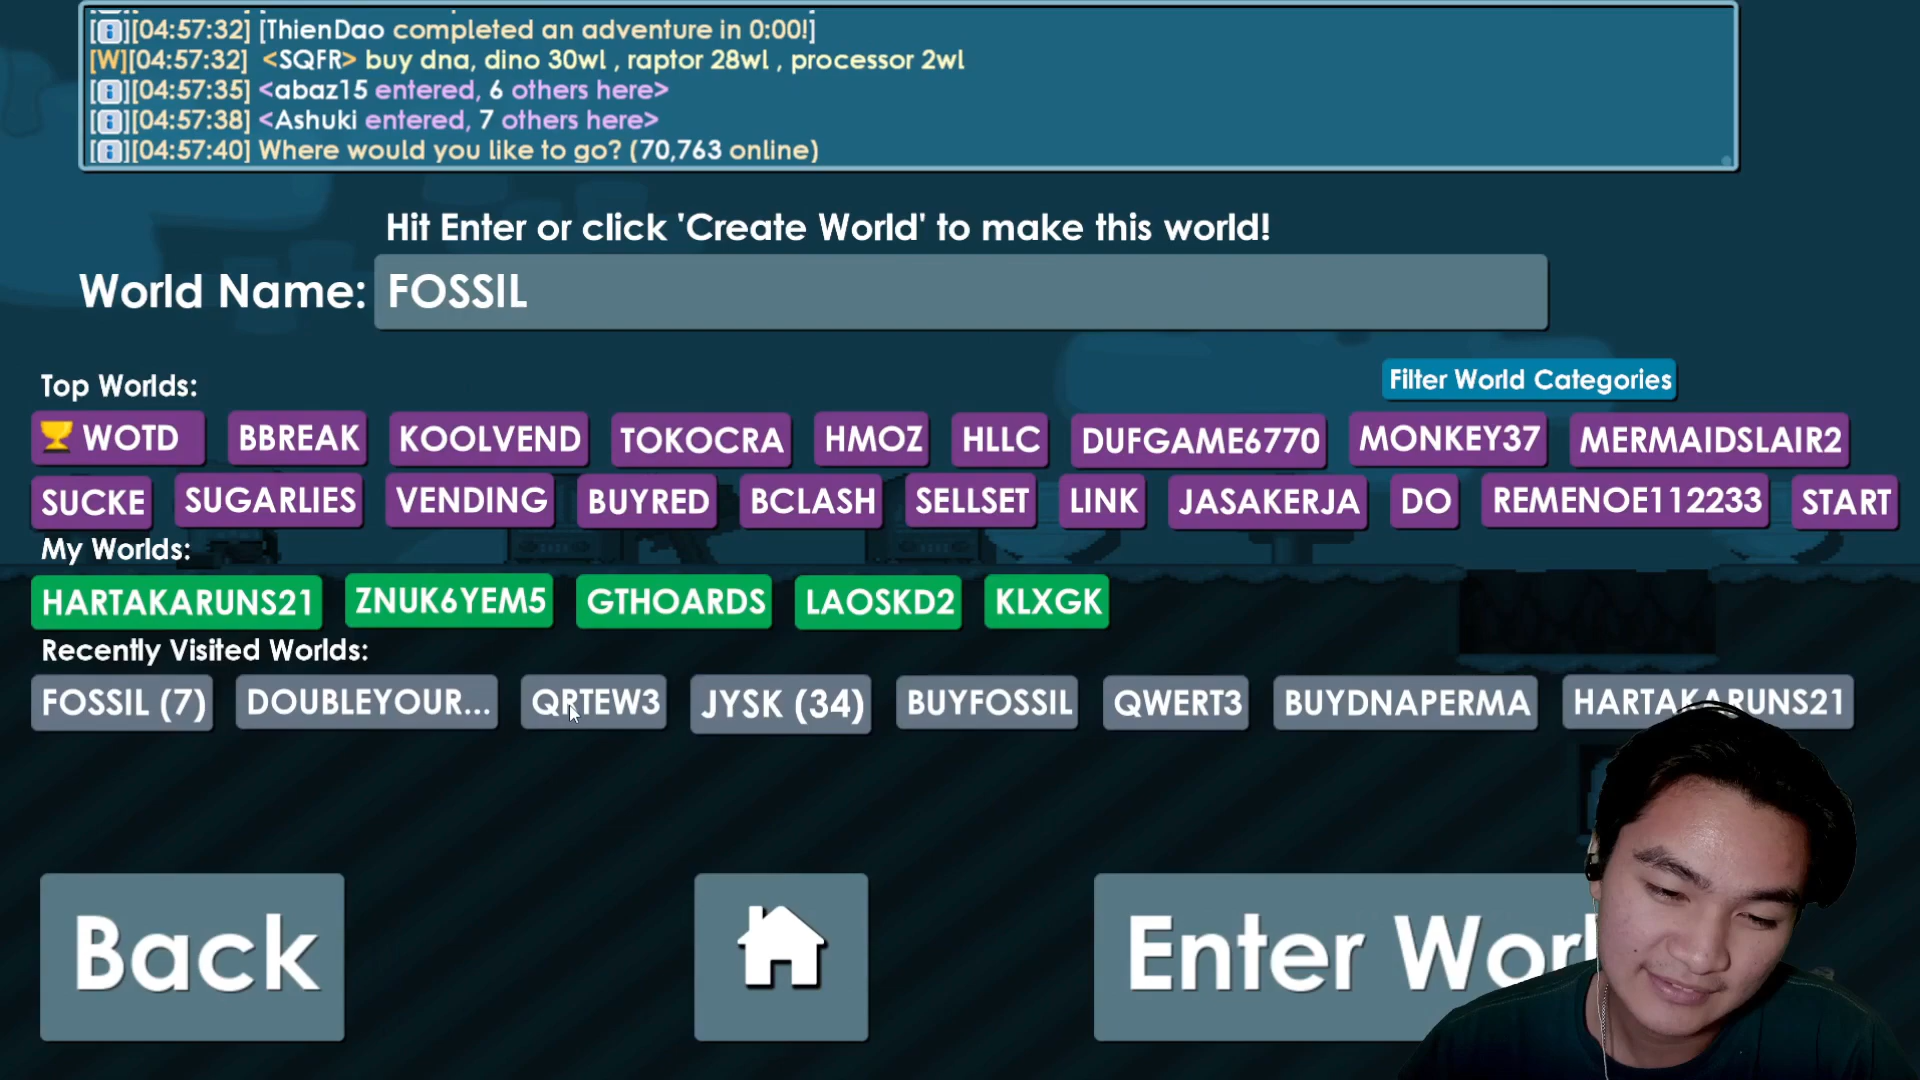 [i][04:57:32] [ThienDao completed an adventure in 0:00!]
[W][04:57:32] <SQFR> buy dna, dino 30wl , raptor 28wl , processor 2wl
[i][04:57:35] <abaz15 entered, 6 others here>
[i][04:57:38] <Ashuki entered, 7 others here>
[i][04:57:40] Where would you like to go? (70,763 online)
Hit Enter or click 'Create World' to make this world!
World Name: FOSSIL
Top Worlds: Filter World Categories
WOTD BBREAK KOOLVEND TOKOCRA HMOZ HLLC DUFGAME6770 MONKEY37 MERMAIDSLAIR2
SUCKE SUGARLIES VENDING BUYRED BCLASH SELLSET LINK JASAKERJA DO REMENOE112233 START
My Worlds:
HARTAKARUNS21 ZNUK6YEM5 GTHOARDS LAOSKD2 KLXGK
Recently Visited Worlds:
FOSSIL (7) DOUBLEYOUR... QRTEW3 JYSK (34) BUYFOSSIL QWERT3 BUYDNAPERMA HARTAKARUNS21
Back Enter Worl